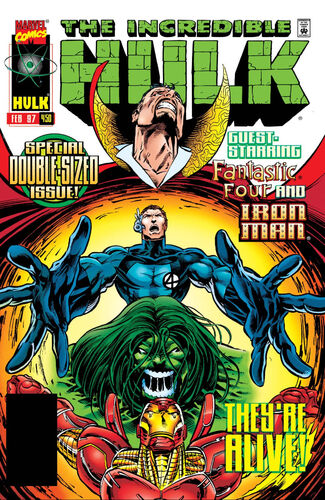 MARVEL
COMICS
THE INCREDIBLE
HULK
HULK
FEB 97 #450
SPECIAL
DOUBLE-SIZED
ISSUE!
GUEST-
STARRING
FANTASTIC
FOUR AND
IRON
MAN.
4
THEY'RE
ALIVE!